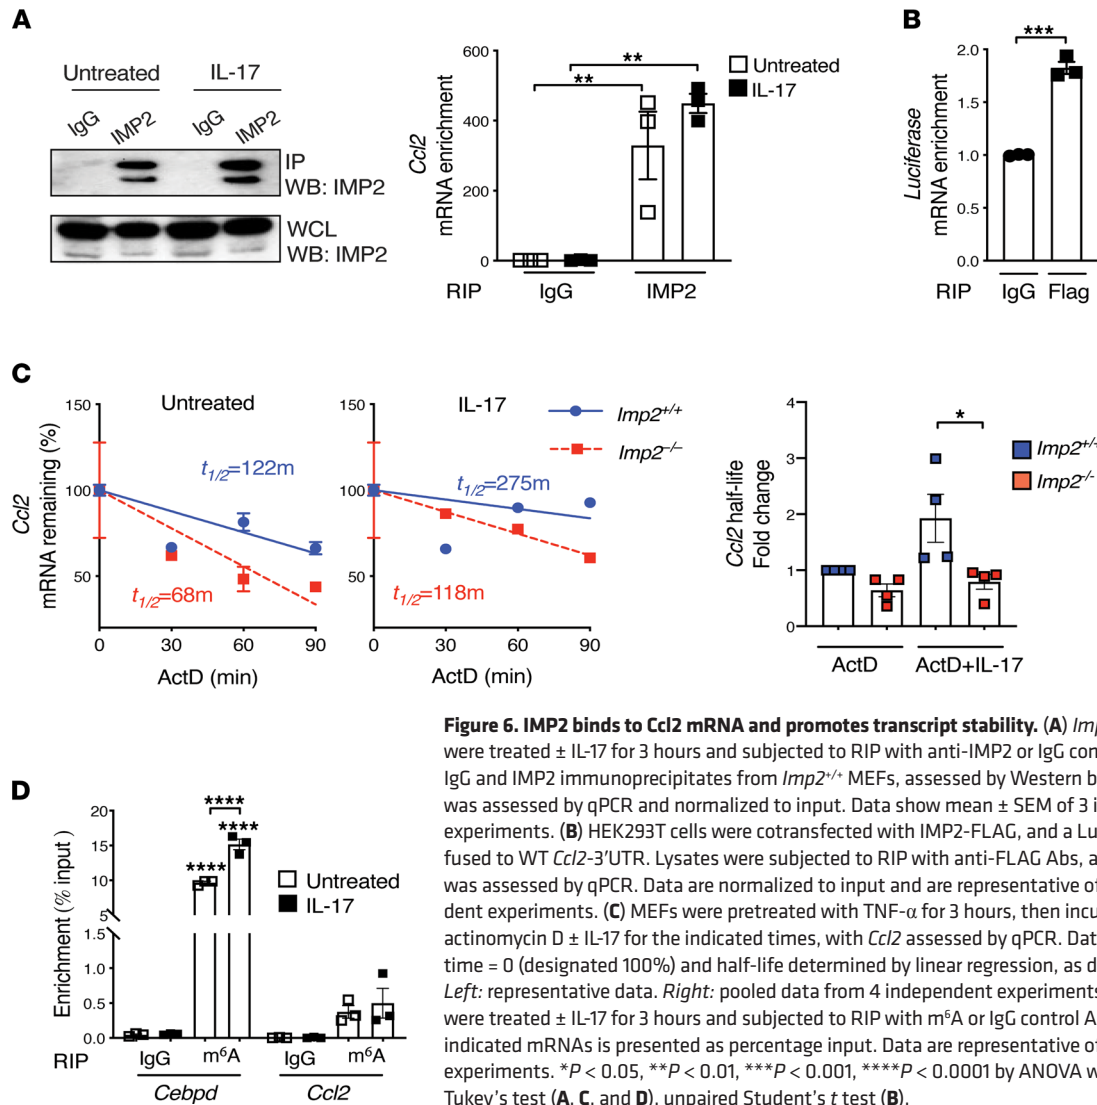 A
Untreated IL-17
IgG IMP2 IgG IMP2
IP
WB: IMP2
WCL
WB: IMP2
Ccl2
mRNA enrichment
600
400
200
0
** **
Untreated
IL-17
RIP IgG IMP2
B
***
Luciferase
mRNA enrichment
2.0
1.5
1.0
0.5
0.0
RIP IgG Flag
C
Ccl2
mRNA remaining (%)
150
100
50
Untreated
t1/2=122m
t1/2=68m
0 30 60 90
ActD (min)
150
100
50
IL-17
t1/2=275m
t1/2=118m
0 30 60 90
ActD (min)
Imp2+/+
Imp2-/-
Ccl2 half-life
Fold change
4
3
2
1
0
*
ActD ActD+IL-17
Imp2+/+
Imp2-/-
D
Enrichment (% input)
20
15
10
5
1.5
1.0
0.5
0.0
****
****
****
Untreated
IL-17
RIP IgG m6A IgG m6A
Cebpd Ccl2
Figure 6. IMP2 binds to Ccl2 mRNA and promotes transcript stability. (A) Imp
were treated ± IL-17 for 3 hours and subjected to RIP with anti-IMP2 or IgG con
IgG and IMP2 immunoprecipitates from Imp2+/+ MEFs, assessed by Western b
was assessed by qPCR and normalized to input. Data show mean ± SEM of 3 i
experiments. (B) HEK293T cells were cotransfected with IMP2-FLAG, and a Lu
fused to WT Ccl2-3′UTR. Lysates were subjected to RIP with anti-FLAG Abs, a
was assessed by qPCR. Data are normalized to input and are representative of
dent experiments. (C) MEFs were pretreated with TNF-α for 3 hours, then incu
actinomycin D ± IL-17 for the indicated times, with Ccl2 assessed by qPCR. Dat
time = 0 (designated 100%) and half-life determined by linear regression, as d
Left: representative data. Right: pooled data from 4 independent experiments
were treated ± IL-17 for 3 hours and subjected to RIP with m6A or IgG control A
indicated mRNAs is presented as percentage input. Data are representative of
experiments. *P < 0.05, **P < 0.01, ***P < 0.001, ****P < 0.0001 by ANOVA w
Tukey's test (A, C, and D), unpaired Student's t test (B).